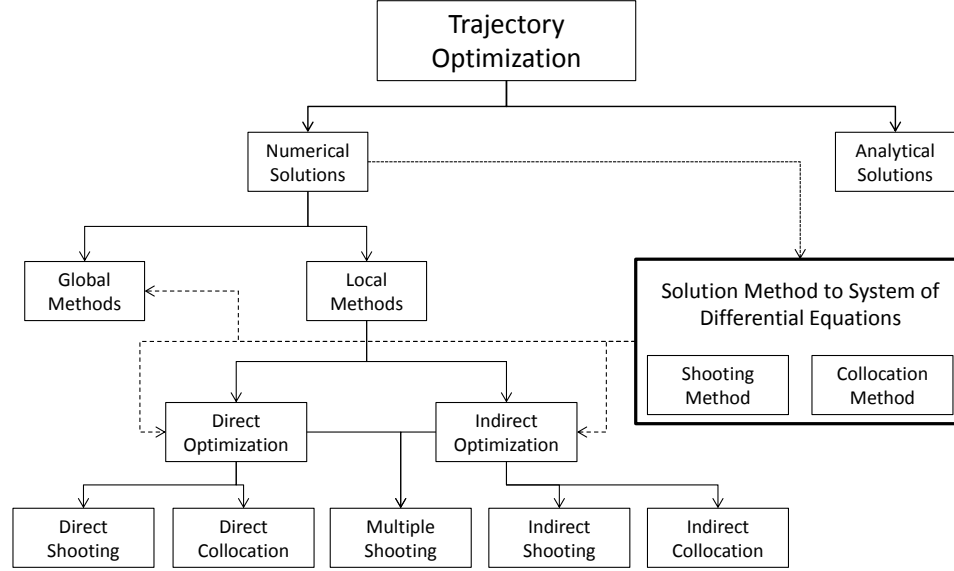 Trajectory
Optimization
Numerical
Solutions
Analytical
Solutions
Global
Methods
Local
Methods
Solution Method to System of
Differential Equations
Shooting
Method
Collocation
Method
Direct
Optimization
Indirect
Optimization
Direct
Shooting
Direct
Collocation
Multiple
Shooting
Indirect
Shooting
Indirect
Collocation